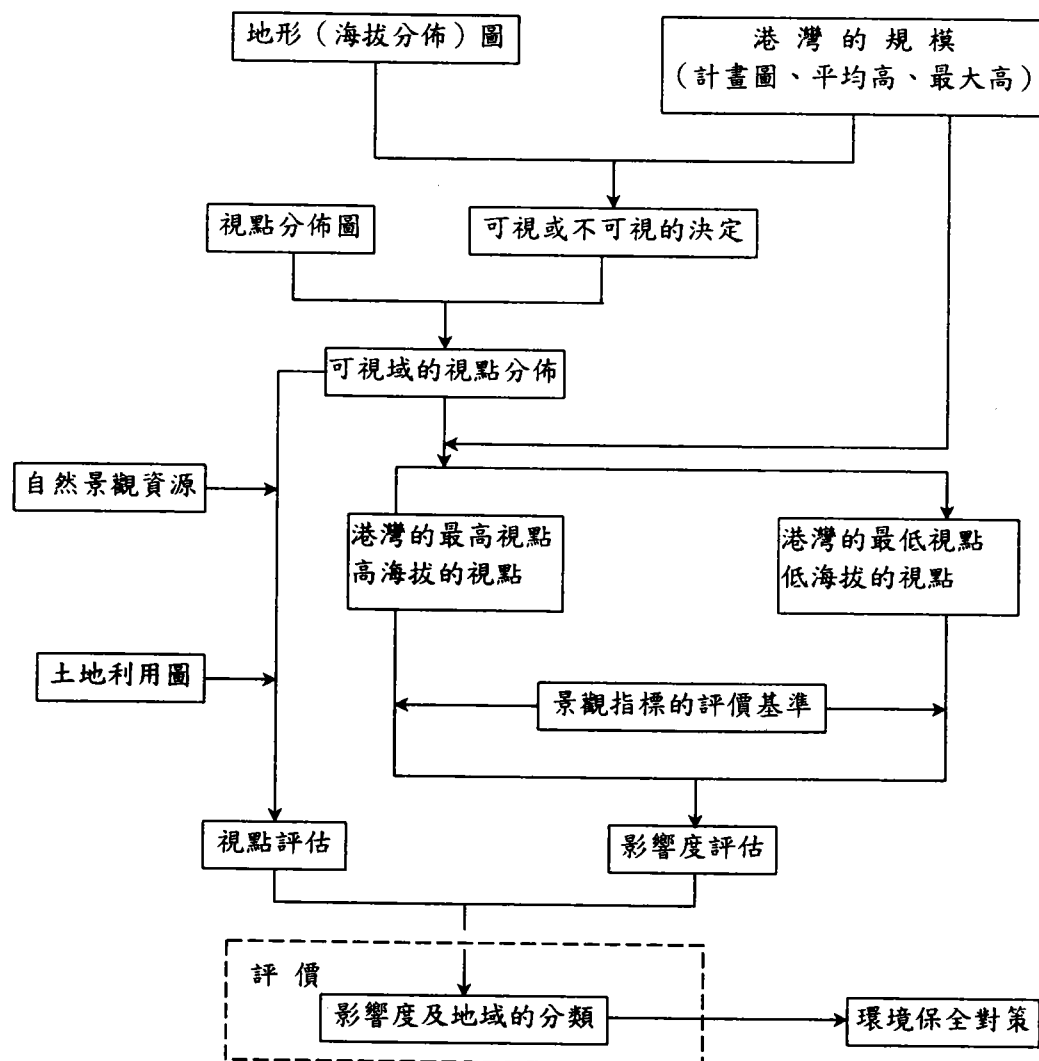 地形（海拔分佈）圖
港灣的規模
（計畫圖、平均高、最大高）
視點分佈圖
可視或不可視的決定
可視域的視點分佈
自然景觀資源
港灣的最高視點
高海拔的視點
港灣的最低視點
低海拔的視點
土地利用圖
景觀指標的評價基準
視點評估
影響度評估
評價
影響度及地域的分類
環境保全對策